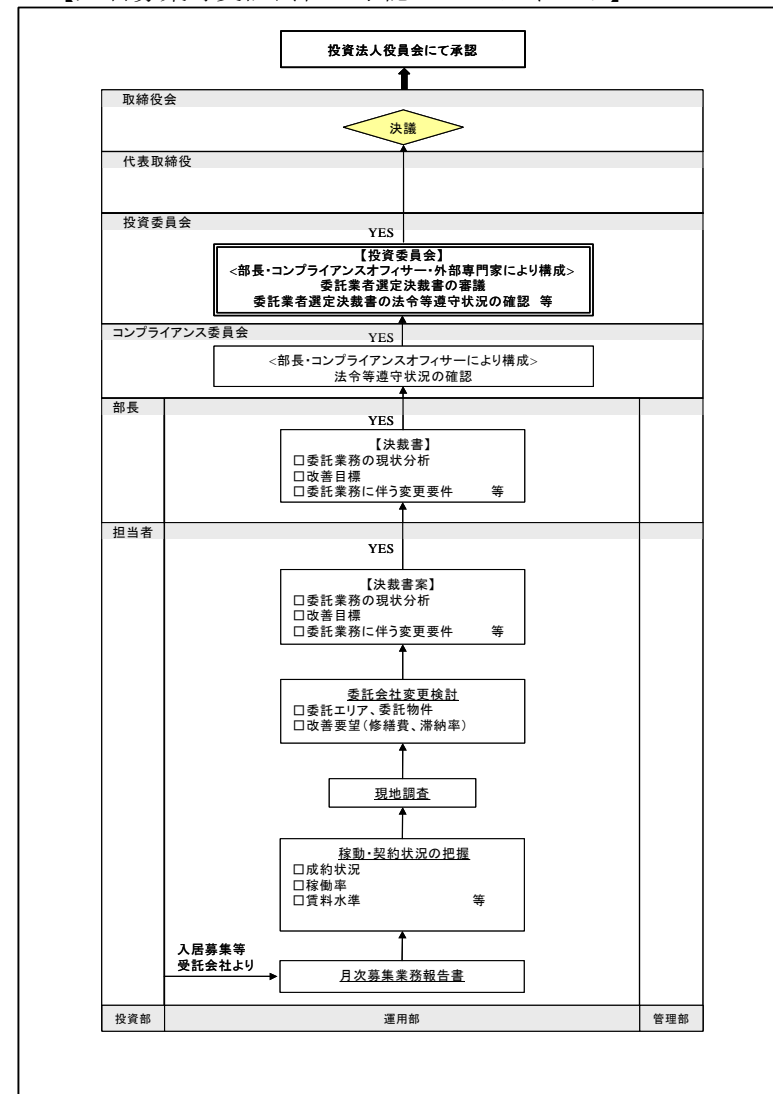 投資法人役員会にて承認
取締役会
決議
代表取締役
投資委員会
YES
【投資委員会】
<部長・コンプライアンスオフィサー・外部専門家により構成>
委託業者選定決裁書の審議
委託業者選定決裁書の法令等遵守状況の確認 等
コンプライアンス委員会
YES
<部長・コンプライアンスオフィサーにより構成>
法令等遵守状況の確認
部長
YES
【決裁書】
□委託業務の現状分析
□改善目標
□委託業務に伴う変更要件 等
担当者
YES
【決裁書案】
□委託業務の現状分析
□改善目標
□委託業務に伴う変更要件 等
委託会社変更検討
□委託エリア、委託物件
□改善要望(修繕費、滞納率)
現地調査
稼動・契約状況の把握
□成約状況
□稼働率
□賃料水準 等
入居募集等
受託会社より
月次募集業務報告書
投資部 運用部 管理部